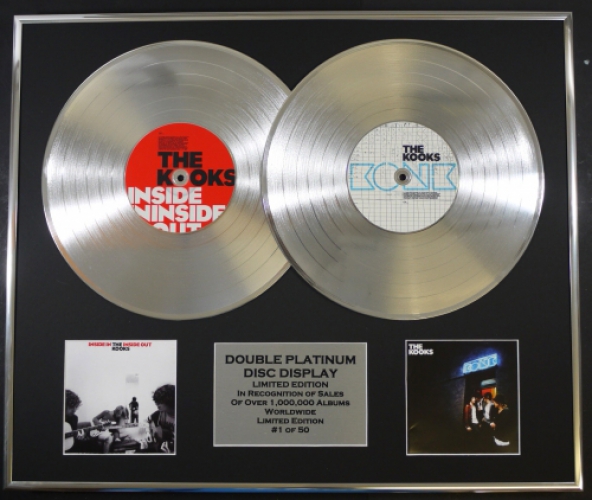 THE
KOOKS
INSIDE
NINSIDE
OUT
THE
KOOKS
KONK
INSIDE IN THE INSIDE OUT
KOOKS
DOUBLE PLATINUM
DISC DISPLAY
LIMITED EDITION
IN RECOGNITION OF SALES
OF OVER 1,000,000 ALBUMS
WORLDWIDE
LIMITED EDITION
#1 OF 50
THE
KOOKS
KONK